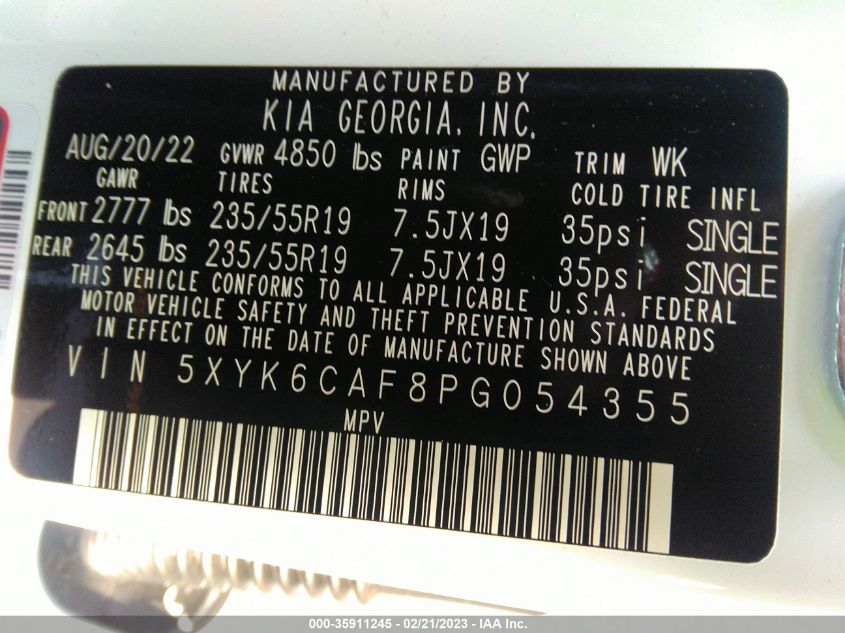 MANUFACTURED BY
KIA GEORGIA, INC.
AUG/20/22 GVWR 4850 lbs PAINT GWP TRIM WK
GAWR TIRES RIMS COLD TIRE INFL
FRONT 2777 lbs 235/55R19 7.5JX19 35psi SINGLE
REAR 2645 lbs 235/55R19 7.5JX19 35psi SINGLE
THIS VEHICLE CONFORMS TO ALL APPLICABLE U.S.A. FEDERAL
MOTOR VEHICLE SAFETY AND THEFT PREVENTION STANDARDS
IN EFFECT ON THE DATE OF MANUFACTURE SHOWN ABOVE
VIN 5XYK6CAF8PG054355
MPV
000-35911245 - 02/21/2023 - IAA Inc.